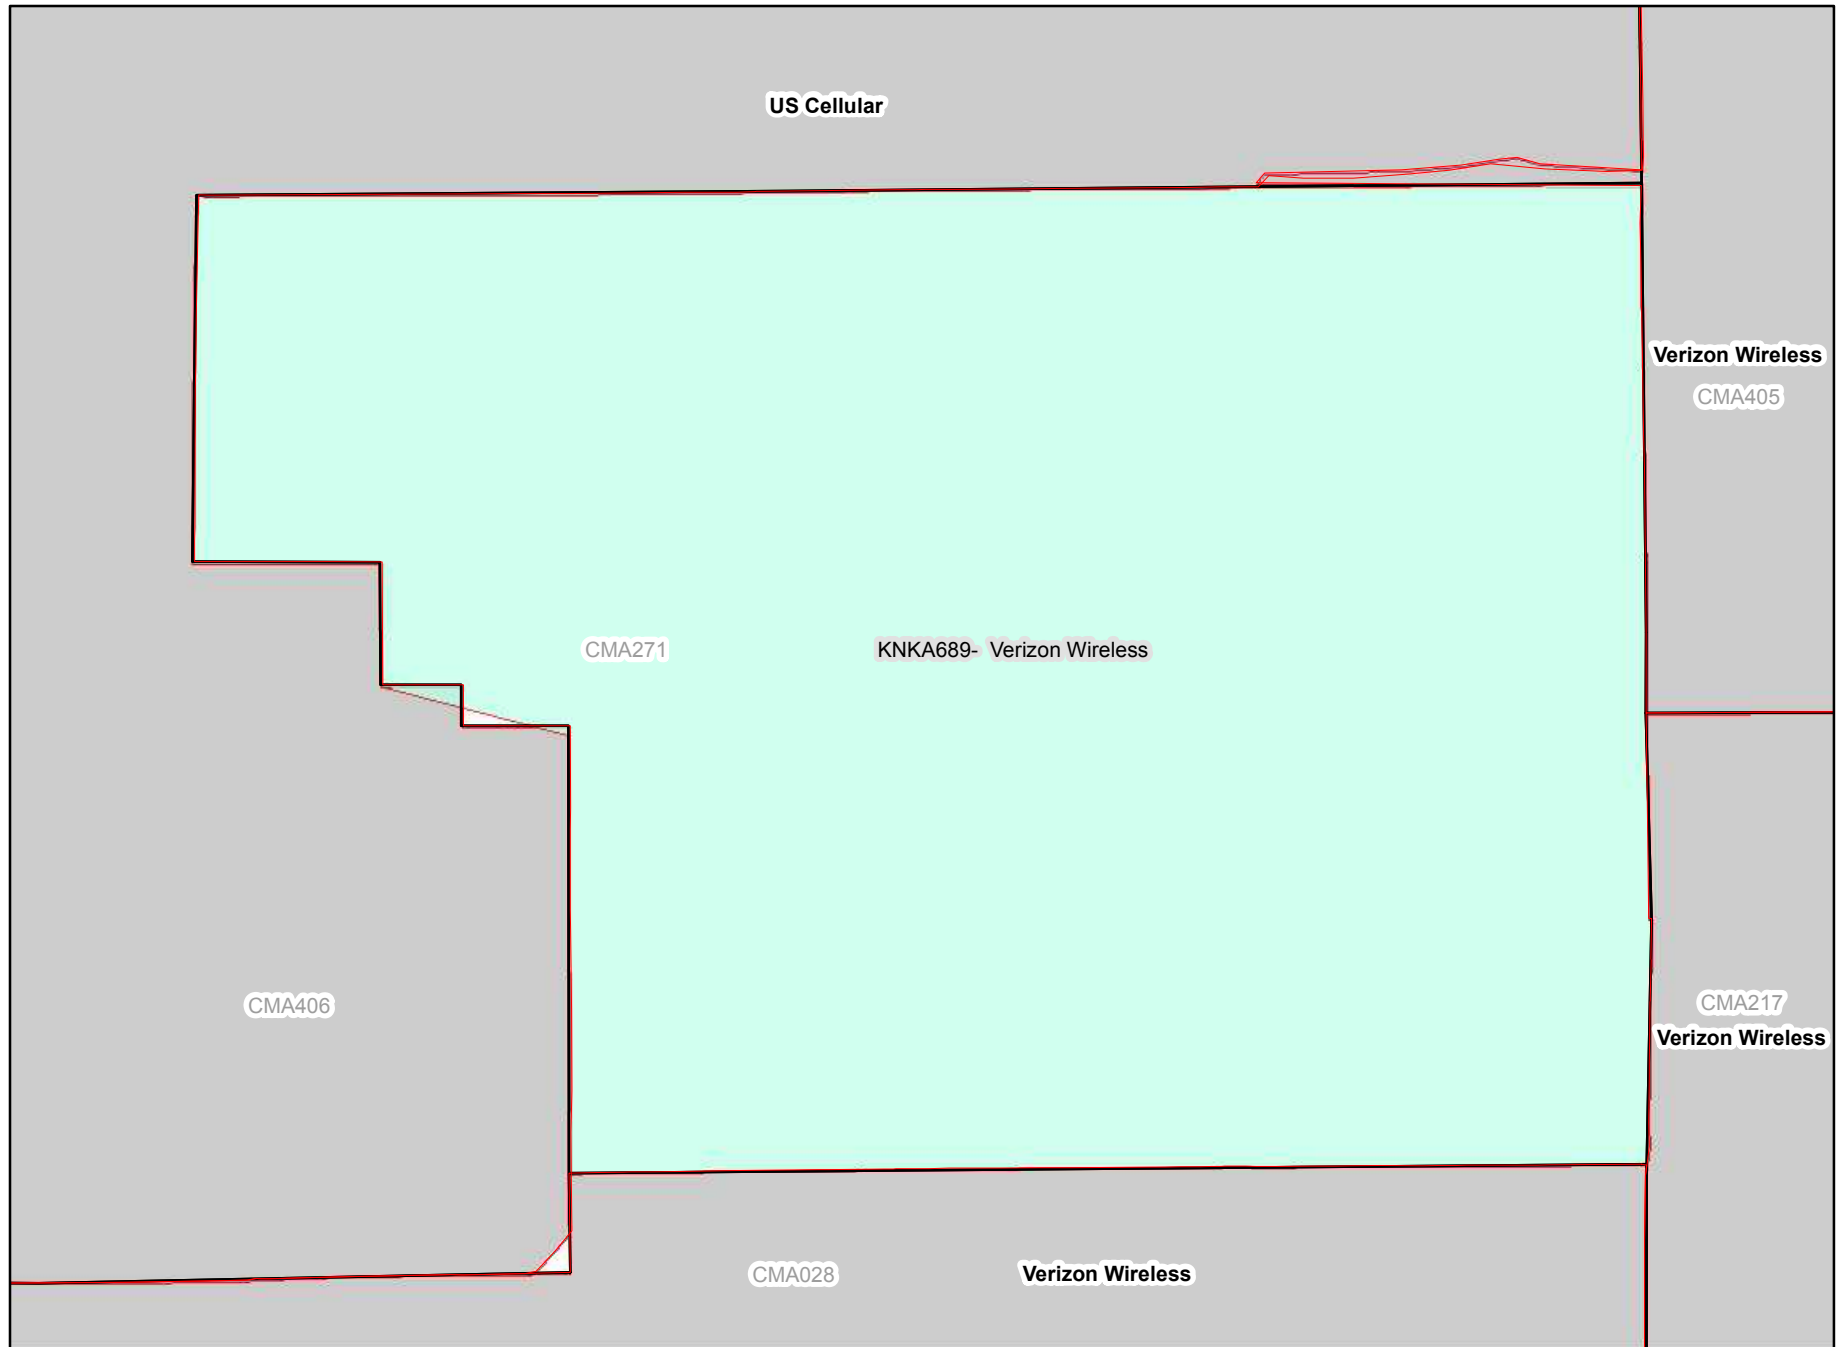 US Cellular
Verizon Wireless
CMA405
CMA271
KNKA689- Verizon Wireless
CMA406
CMA217
Verizon Wireless
CMA028
Verizon Wireless